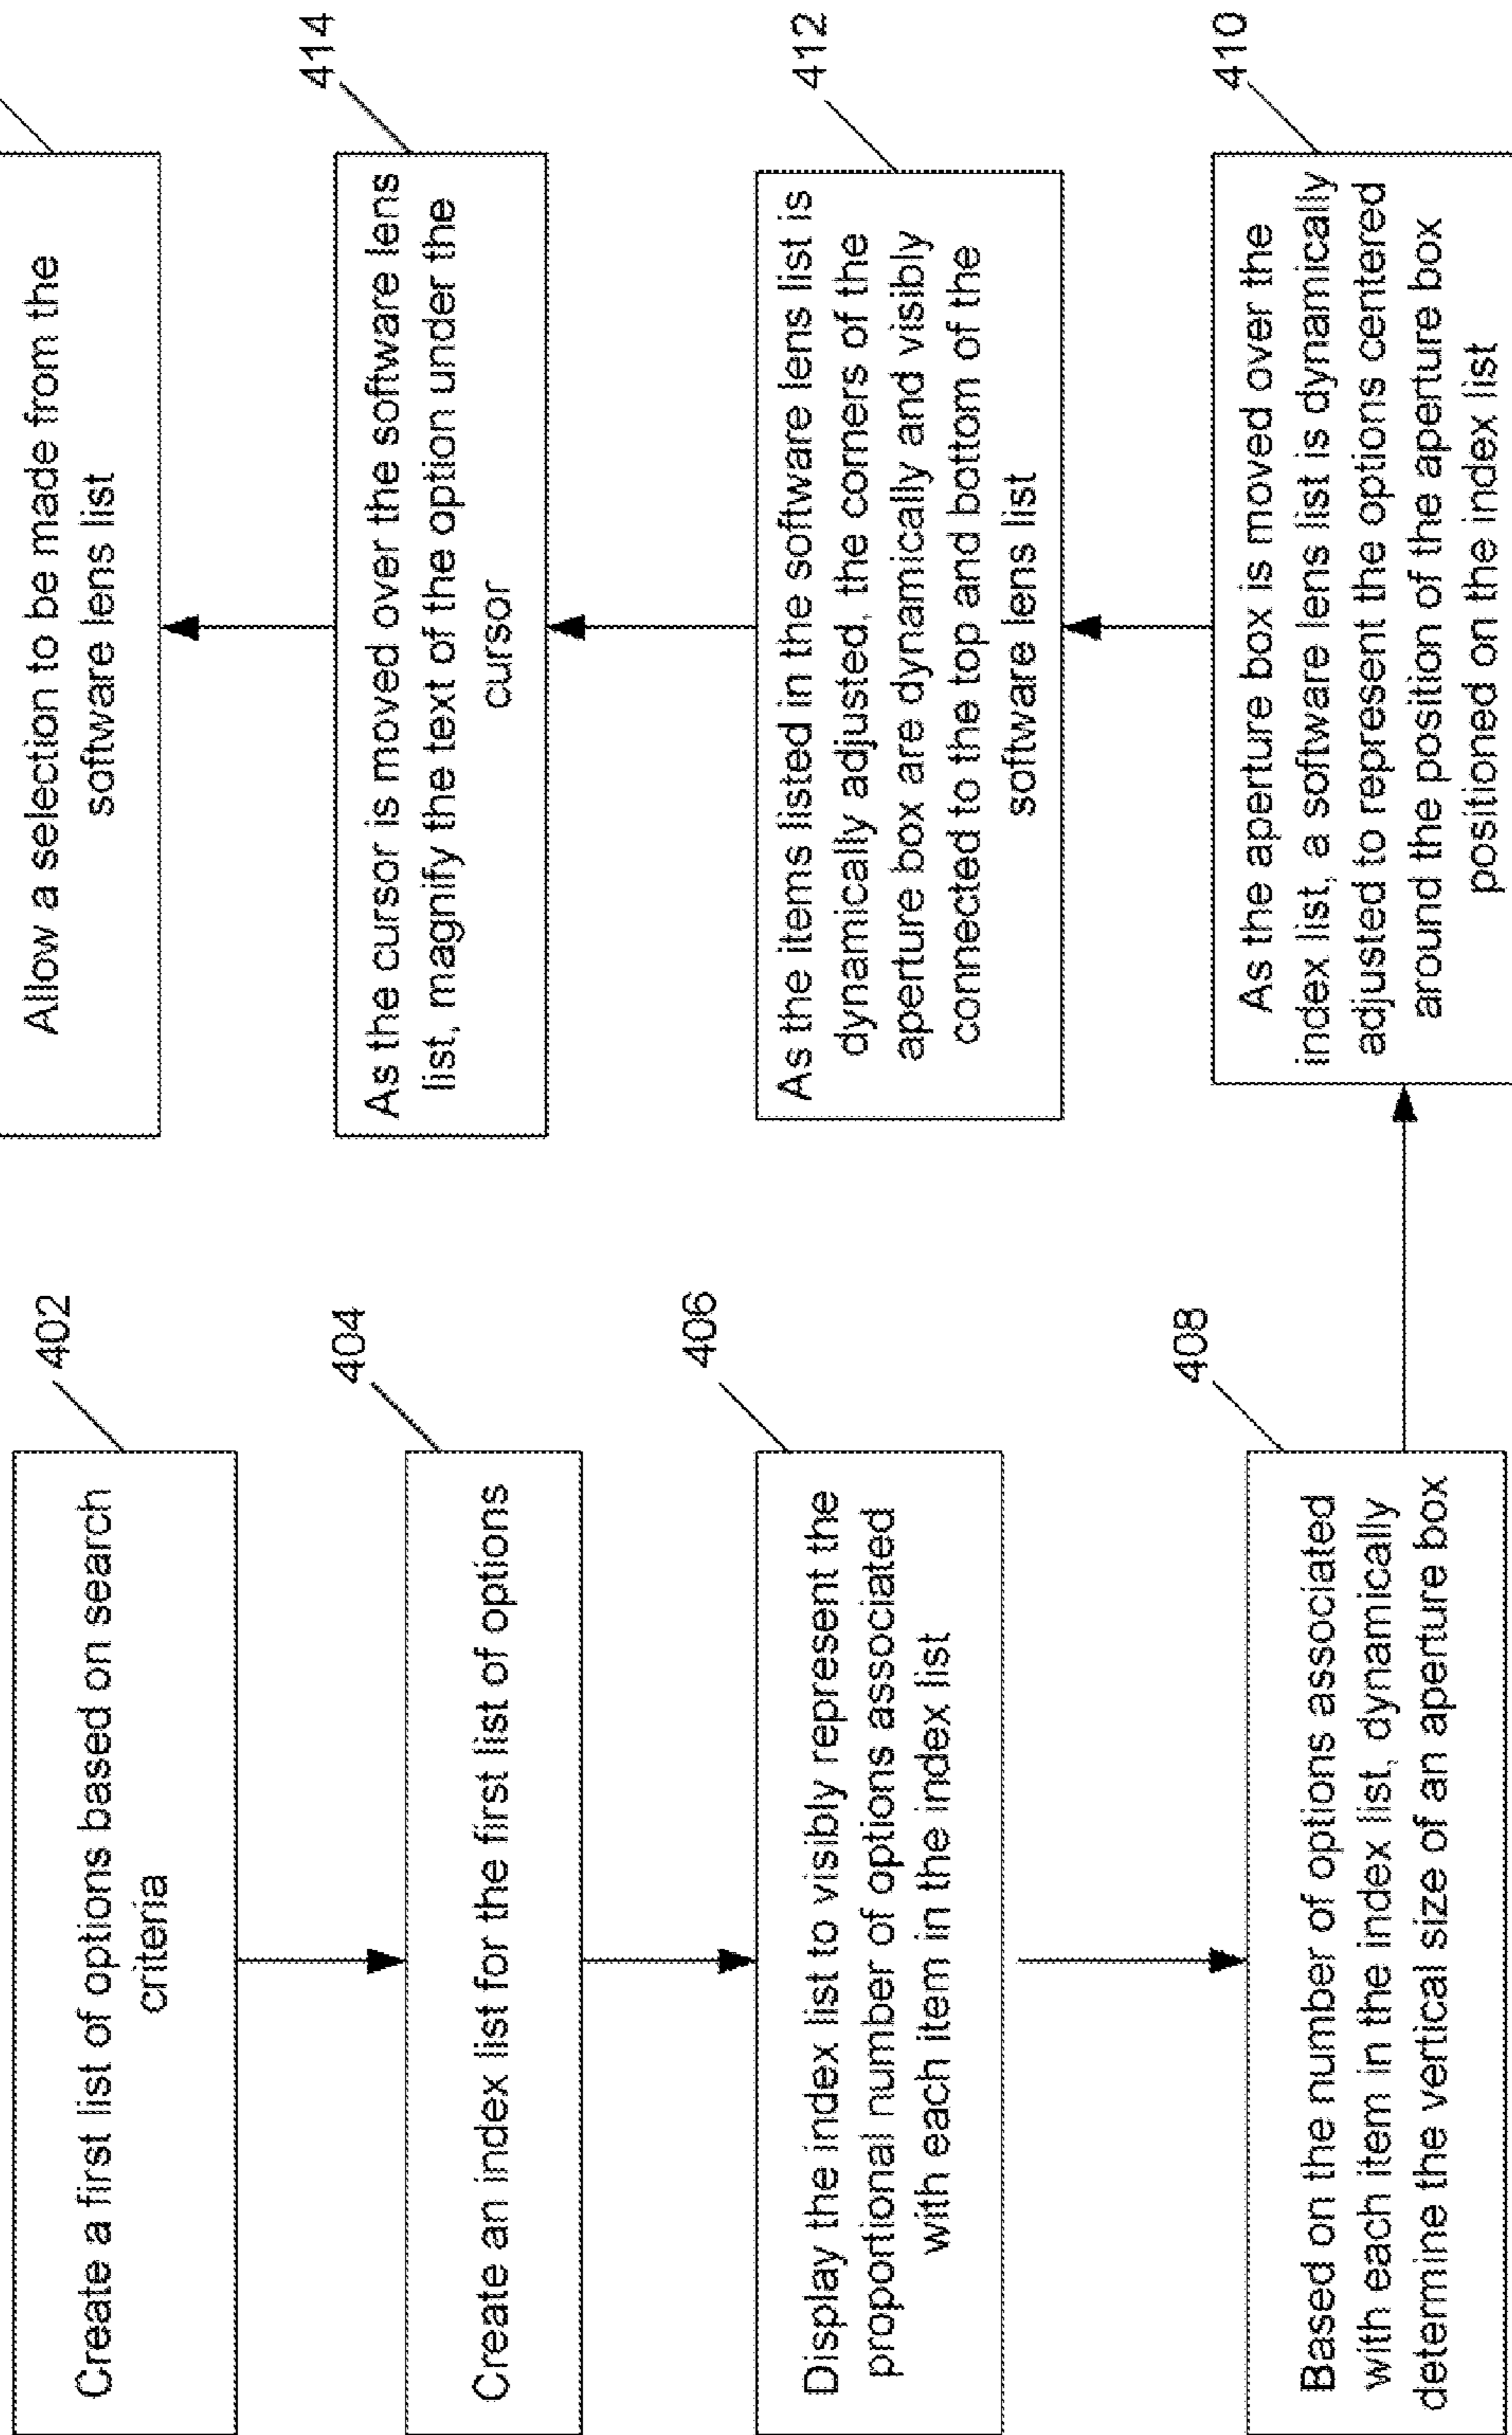 402
Create a first list of options based on search
criteria
404
Create an index list for the first list of options
406
Display the index list to visibly represent the
proportional number of options associated
with each item in the index list
408
Based on the number of options associated
with each item in the index list, dynamically
determine the vertical size of an aperture box
410
As the aperture box is moved over the
index list, a software lens list is dynamically
adjusted to represent the options centered
around the position of the aperture box
positioned on the index list
412
As the items listed in the software lens list is
dynamically adjusted, the corners of the
aperture box are dynamically and visibly
connected to the top and bottom of the
software lens list
414
As the cursor is moved over the software lens
list, magnify the text of the option under the
cursor
Allow a selection to be made from the
software lens list